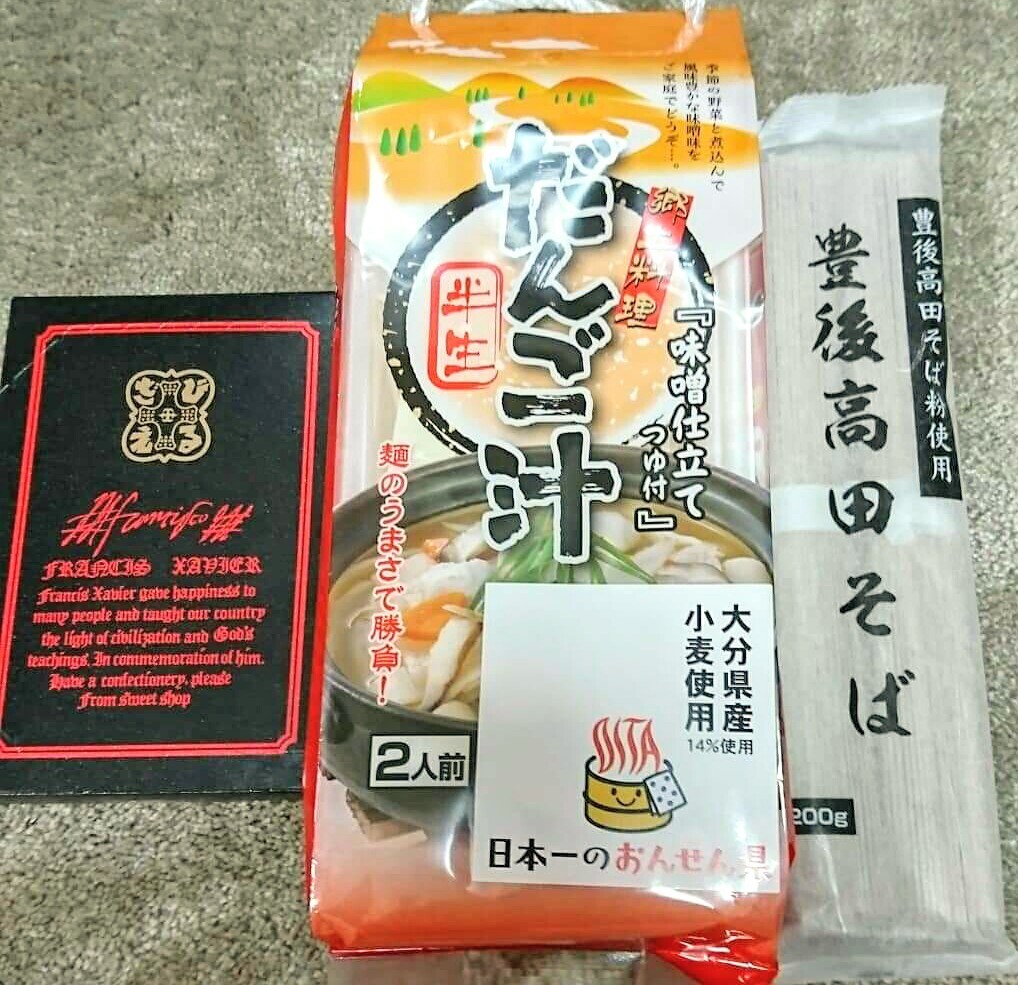 ざび
える
FRANCIS XAVIER
Francis Xavier gave happiness to
many people and taught our country
the light of civilization and God's
teachings. In commemoration of him.
Have a confectionery, please
From sweet shop
季節の野菜と煮込んで
風味豊かな味噌味を
ご家庭でどうぞ…。
郷土料理
だんご汁
半生
『味噌仕立て
つゆ付』
麺のうまさで勝負！
2人前
大分県産
小麦使用
14%使用
OITA
日本一のおんせん県
豊後高田そば粉使用
豊後高田そば
200g